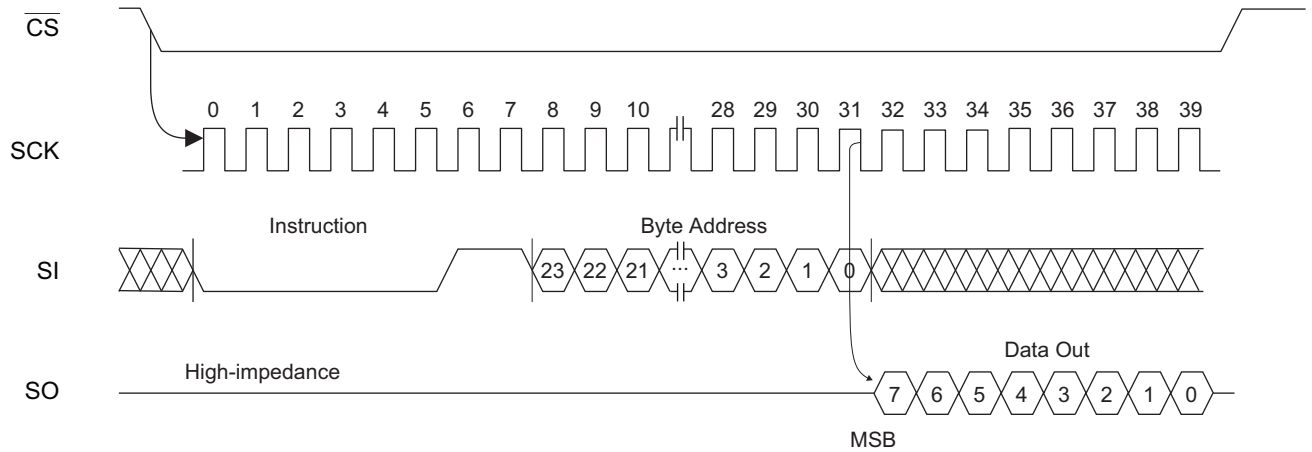 CS
0 1 2 3 4 5 6 7 8 9 10 28 29 30 31 32 33 34 35 36 37 38 39
SCK
Instruction Byte Address
SI 23 22 21 ... 3 2 1 0
Data Out
High-impedance
SO 7 6 5 4 3 2 1 0
MSB